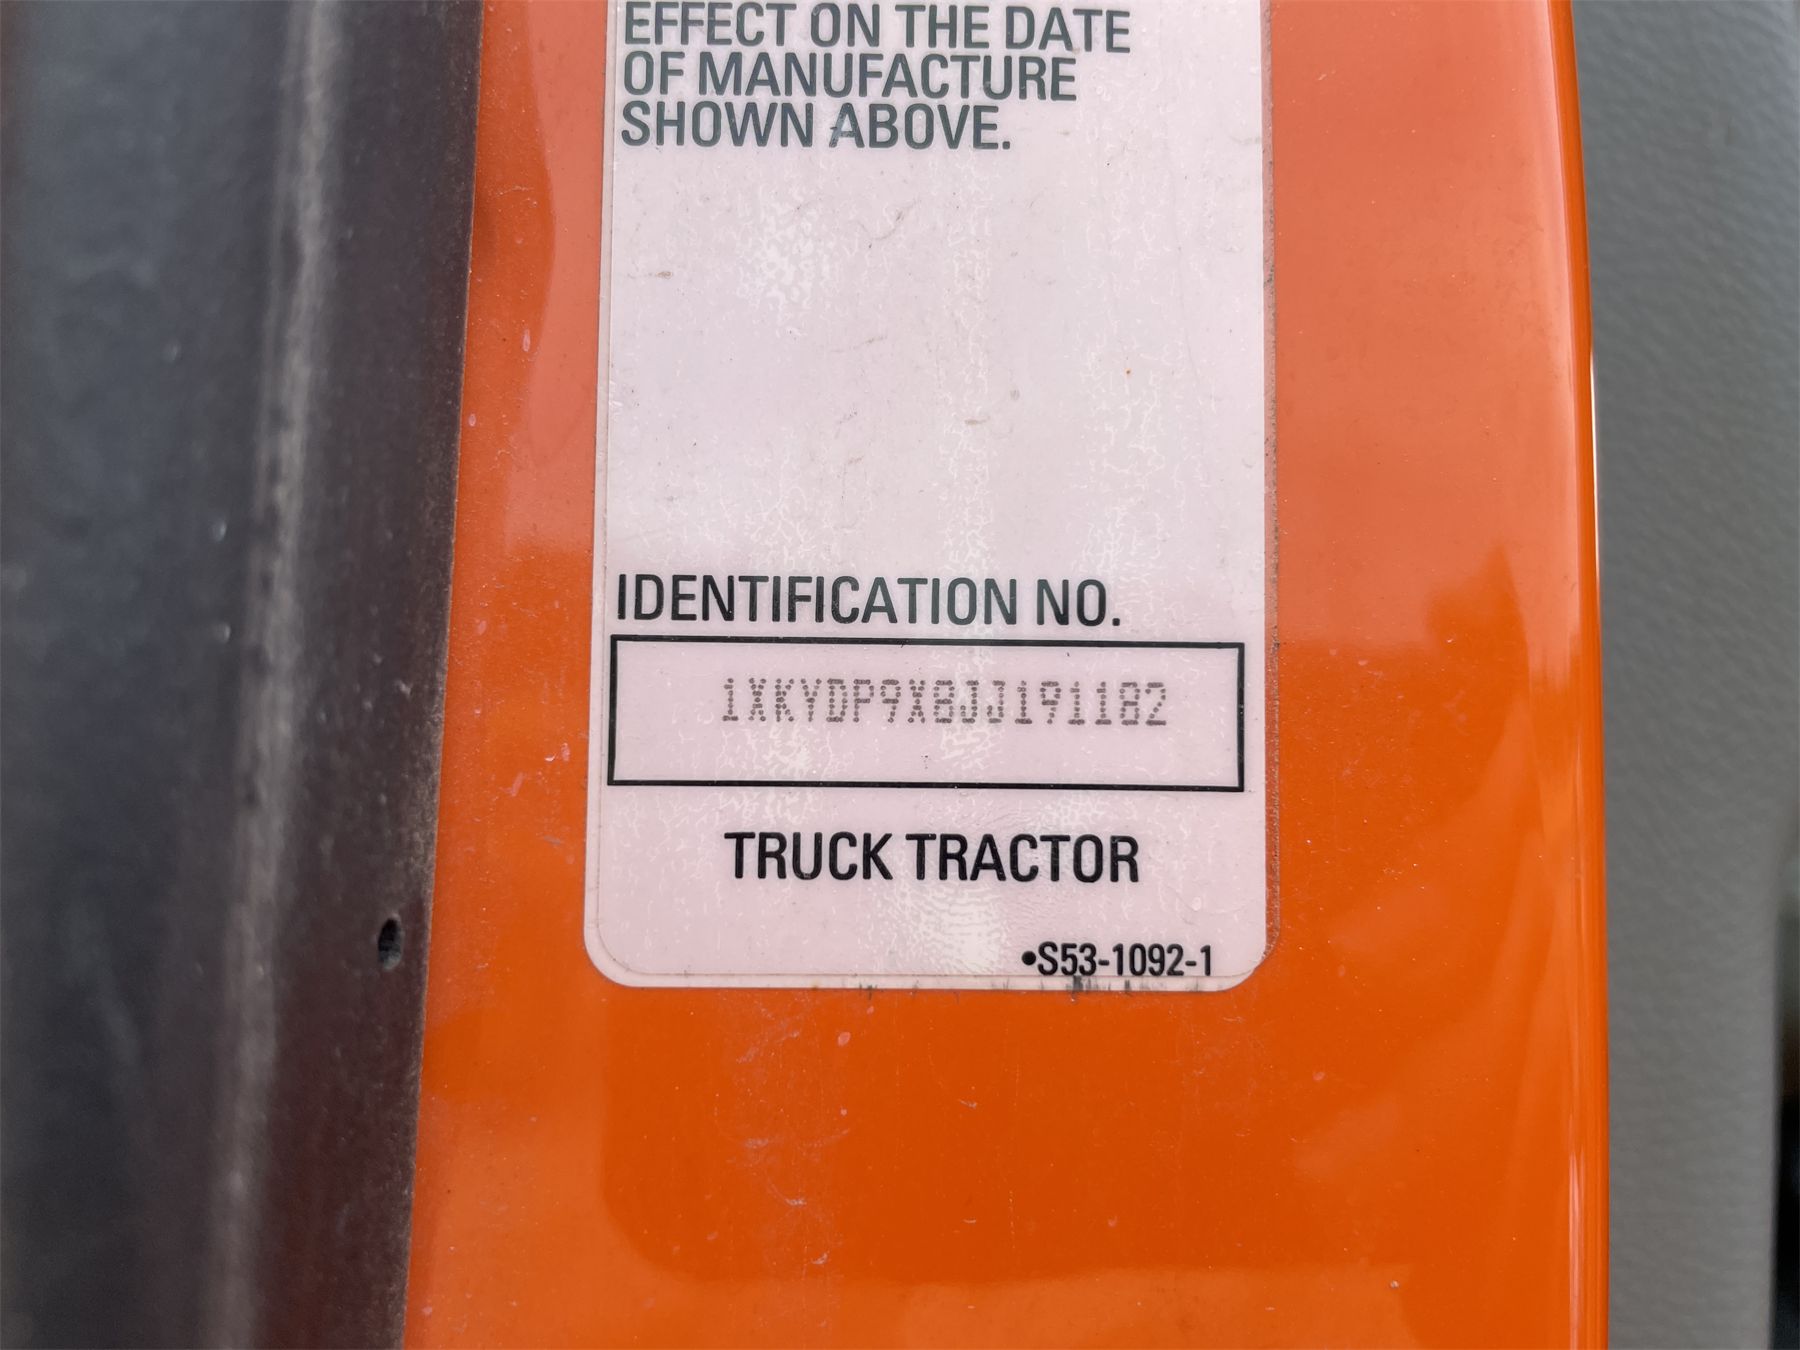 EFFECT ON THE DATE
OF MANUFACTURE
SHOWN ABOVE.
IDENTIFICATION NO.
1XKYDP9X8JJ191182
TRUCK TRACTOR
•S53-1092-1